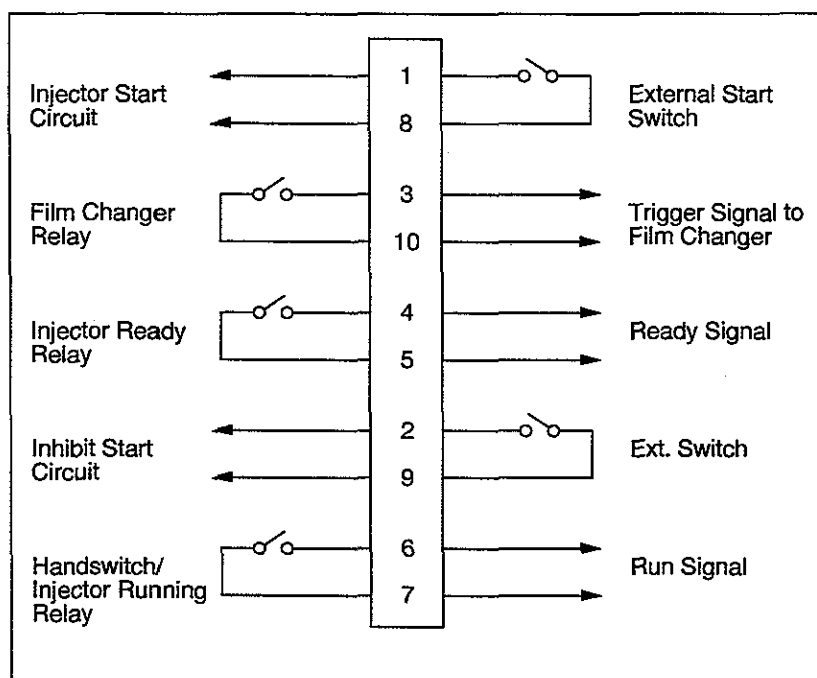 Injector Start
Circuit
1
8
External Start
Switch
Film Changer
Relay
3
10
Trigger Signal to
Film Changer
Injector Ready
Relay
4
5
Ready Signal
Inhibit Start
Circuit
2
9
Ext. Switch
Handswitch/
Injector Running
Relay
6
7
Run Signal